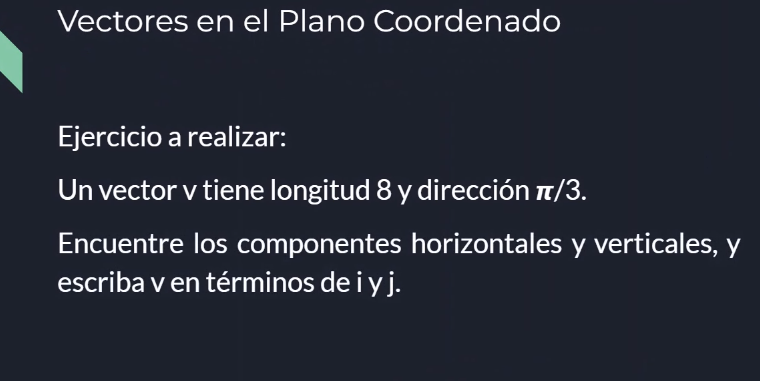 Vectores en el Plano Coordenado
Ejercicio a realizar:
Un vector v tiene longitud 8 y dirección π/3.
Encuentre los componentes horizontales y verticales, y
escriba v en términos de i y j.